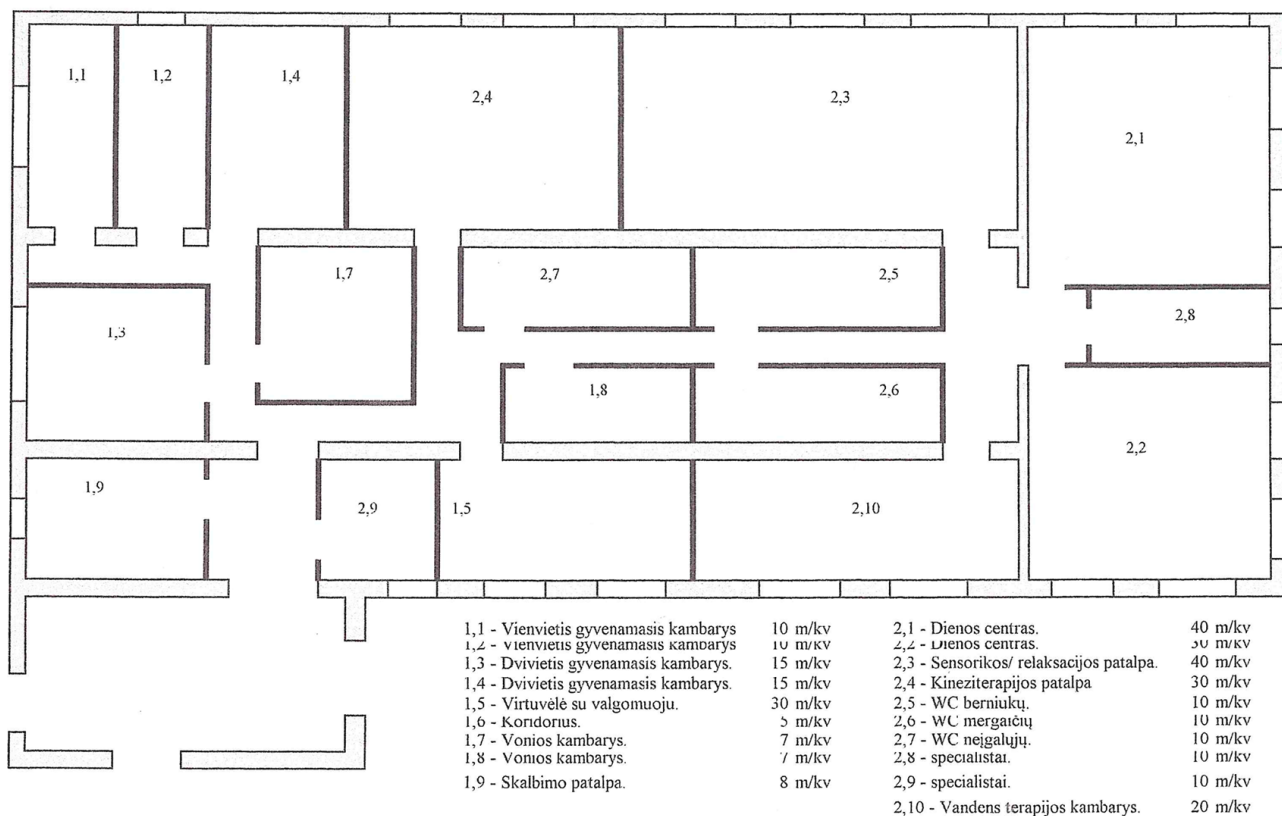 1,1
1,2
1,4
2,4
2,3
2,1
1,7
2,7
2,5
2,8
1,3
1,8
2,6
2,2
1,9
2,9
1,5
2,10
1,1 - Vienvietis gyvenamasis kambarys 10 m/kv
1,2 - Vienvietis gyvenamasis kambarys 10 m/kv
1,3 - Dvivietis gyvenamasis kambarys. 15 m/kv
1,4 - Dvivietis gyvenamasis kambarys. 15 m/kv
1,5 - Virtuvėlė su valgomuoju. 30 m/kv
1,6 - Koridorius. 5 m/kv
1,7 - Vonios kambarys. 7 m/kv
1,8 - Vonios kambarys. 7 m/kv
1,9 - Skalbimo patalpa. 8 m/kv
2,1 - Dienos centras. 40 m/kv
2,2 - Dienos centras. 30 m/kv
2,3 - Sensorikos/ relaksacijos patalpa. 40 m/kv
2,4 - Kineziterapijos patalpa 30 m/kv
2,5 - WC berniukų. 10 m/kv
2,6 - WC mergaičių 10 m/kv
2,7 - WC neįgalųjų. 10 m/kv
2,8 - specialistai. 10 m/kv
2,9 - specialistai. 10 m/kv
2,10 - Vandens terapijos kambarys. 20 m/kv